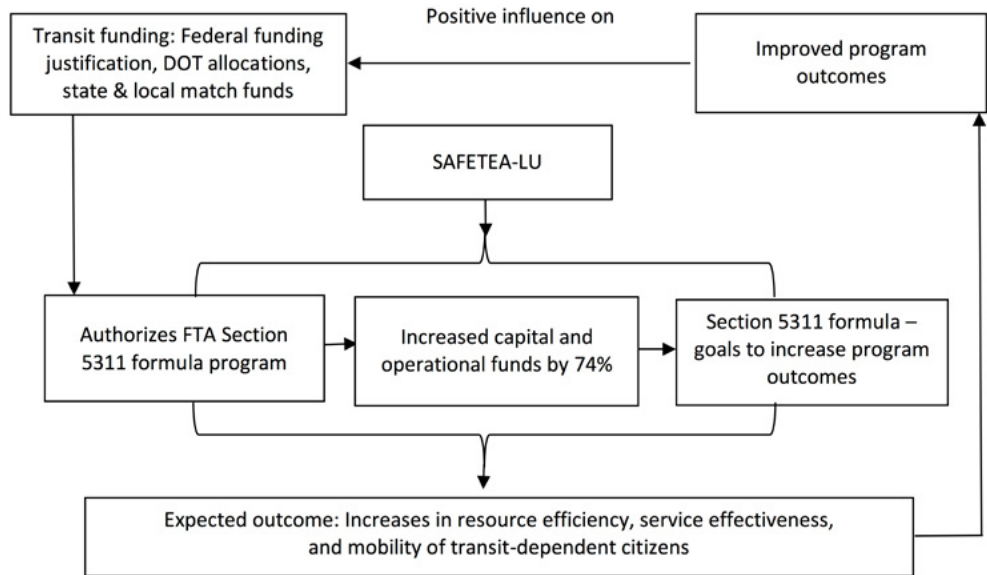 Positive influence on
Transit funding: Federal funding
justification, DOT allocations,
state & local match funds
Improved program
outcomes
SAFETEA-LU
Authorizes FTA Section
5311 formula program
Increased capital and
operational funds by 74%
Section 5311 formula –
goals to increase program
outcomes
Expected outcome: Increases in resource efficiency, service effectiveness,
and mobility of transit-dependent citizens